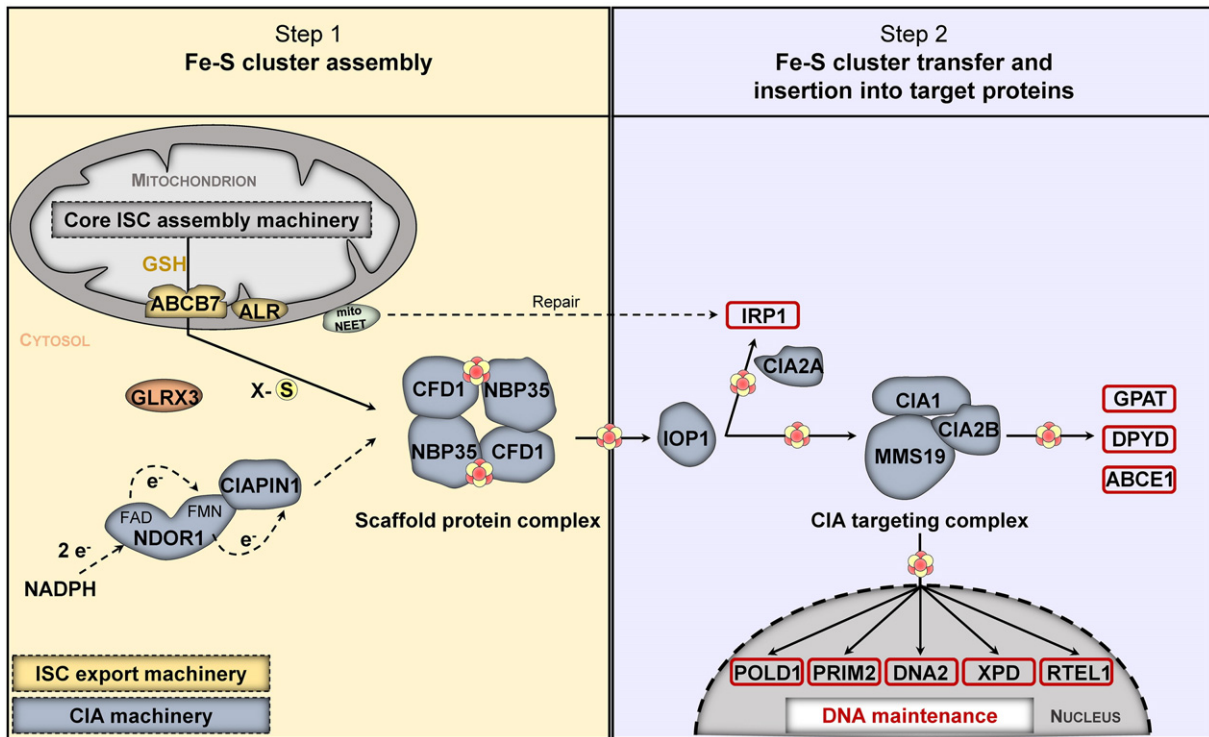 Step 1
Fe-S cluster assembly
Step 2
Fe-S cluster transfer and
insertion into target proteins
MITOCHONDRION
Core ISC assembly machinery
GSH
ABCB7
ALR
mito
NEET
Repair
IRP1
CYTOSOL
GLRX3
X- S
CFD1
NBP35
NBP35
CFD1
Scaffold protein complex
IOP1
CIA2A
CIA1
CIA2B
MMS19
CIA targeting complex
GPAT
DPYD
ABCE1
e-
CIAPIN1
FAD
FMN
NDOR1
e-
2 e-
NADPH
POLD1
PRIM2
DNA2
XPD
RTEL1
DNA maintenance
NUCLEUS
ISC export machinery
CIA machinery